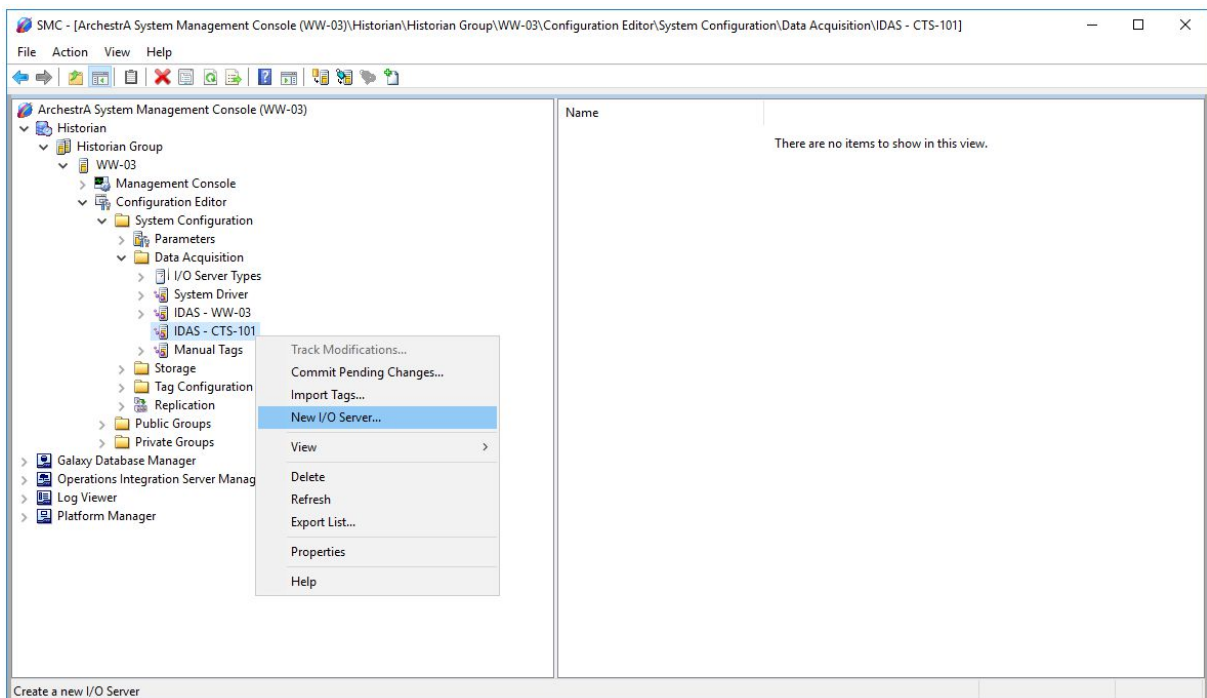 SMC - [ArchestrA System Management Console (WW-03)\Historian\Historian Group\WW-03\Configuration Editor\System Configuration\Data Acquisition\IDAS - CTS-101]
File Action View Help
ArchestrA System Management Console (WW-03)
Historian
Historian Group
WW-03
Management Console
Configuration Editor
System Configuration
Parameters
Data Acquisition
I/O Server Types
System Driver
IDAS - WW-03
IDAS - CTS-101
Manual Tags
Storage
Tag Configuration
Replication
Public Groups
Private Groups
Galaxy Database Manager
Operations Integration Server Manag
Log Viewer
Platform Manager
Track Modifications...
Commit Pending Changes...
Import Tags...
New I/O Server...
View
Delete
Refresh
Export List...
Properties
Help
Name
There are no items to show in this view.
Create a new I/O Server